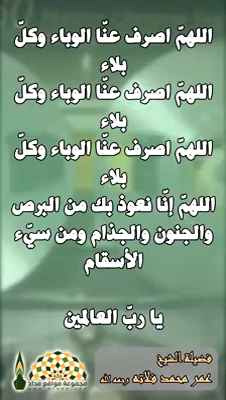 اللهمّ اصرف عنّا الوباء وكلّ
بلاء
اللهمّ اصرف عنّا الوباء وكلّ
بلاء
اللهمّ اصرف عنّا الوباء وكلّ
بلاء
اللهمّ إنّا نعوذ بك من البرص
والجنون والجذام ومن سيّء
الأسقام
يا ربّ العالمين
فضيلة الشيخ
عمر محمد فلاته رحمه الله
مجموعة مواقع مداد